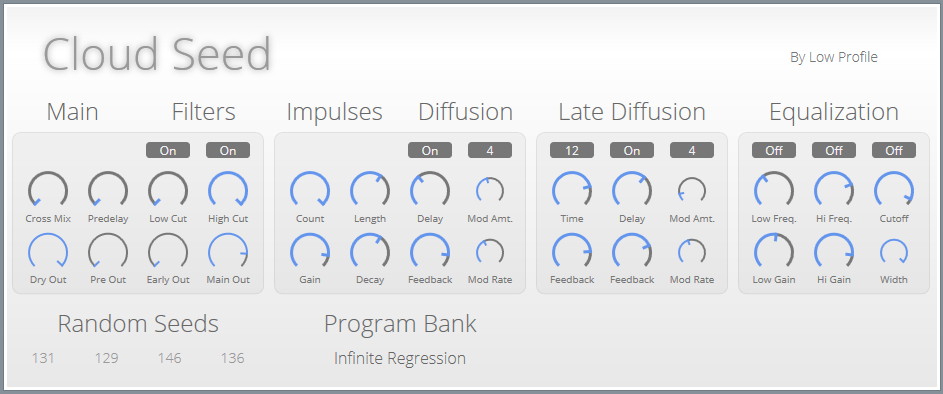 Cloud Seed
By Low Profile
Main Filters Impulses Diffusion Late Diffusion Equalization
On On On 4 12 On 4 Off Off Off
Cross Mix Predelay Low Cut High Cut Count Length Delay Mod Amt. Time Delay Mod Amt. Low Freq. Hi Freq. Cutoff
Dry Out Pre Out Early Out Main Out Gain Decay Feedback Mod Rate Feedback Feedback Mod Rate Low Gain Hi Gain Width
Random Seeds Program Bank
131 129 146 136 Infinite Regression